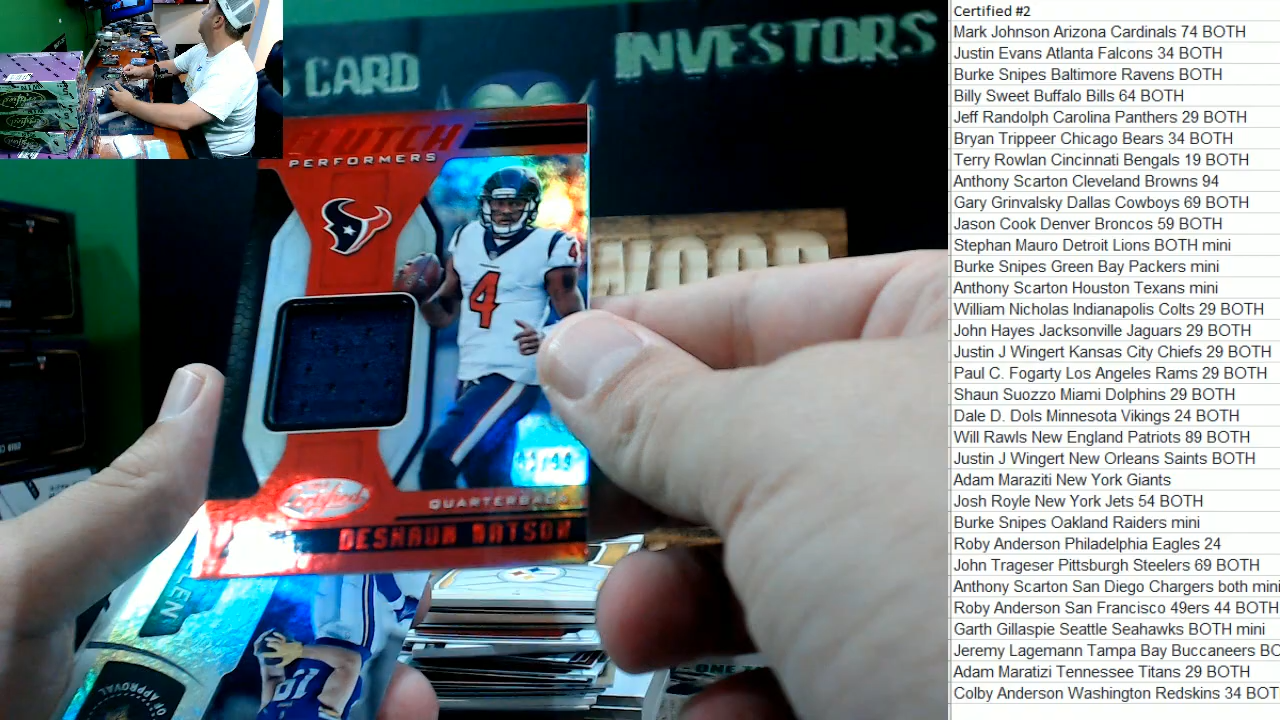 S CARD
INVESTORS
WOOD
CLUTCH
PERFORMERS
4
4
/99
Certified
QUARTERBACK
DESHAUN WATSON
OF APPROVAL
Certified #2
Mark Johnson Arizona Cardinals 74 BOTH
Justin Evans Atlanta Falcons 34 BOTH
Burke Snipes Baltimore Ravens BOTH
Billy Sweet Buffalo Bills 64 BOTH
Jeff Randolph Carolina Panthers 29 BOTH
Bryan Trippeer Chicago Bears 34 BOTH
Terry Rowlan Cincinnati Bengals 19 BOTH
Anthony Scarton Cleveland Browns 94
Gary Grinvalsky Dallas Cowboys 69 BOTH
Jason Cook Denver Broncos 59 BOTH
Stephan Mauro Detroit Lions BOTH mini
Burke Snipes Green Bay Packers mini
Anthony Scarton Houston Texans mini
William Nicholas Indianapolis Colts 29 BOTH
John Hayes Jacksonville Jaguars 29 BOTH
Justin J Wingert Kansas City Chiefs 29 BOTH
Paul C. Fogarty Los Angeles Rams 29 BOTH
Shaun Suozzo Miami Dolphins 29 BOTH
Dale D. Dols Minnesota Vikings 24 BOTH
Will Rawls New England Patriots 89 BOTH
Justin J Wingert New Orleans Saints BOTH
Adam Maraziti New York Giants
Josh Royle New York Jets 54 BOTH
Burke Snipes Oakland Raiders mini
Roby Anderson Philadelphia Eagles 24
John Trageser Pittsburgh Steelers 69 BOTH
Anthony Scarton San Diego Chargers both mini
Roby Anderson San Francisco 49ers 44 BOTH
Garth Gillaspie Seattle Seahawks BOTH mini
Jeremy Lagemann Tampa Bay Buccaneers BO
Adam Maratizi Tennessee Titans 29 BOTH
Colby Anderson Washington Redskins 34 BOT